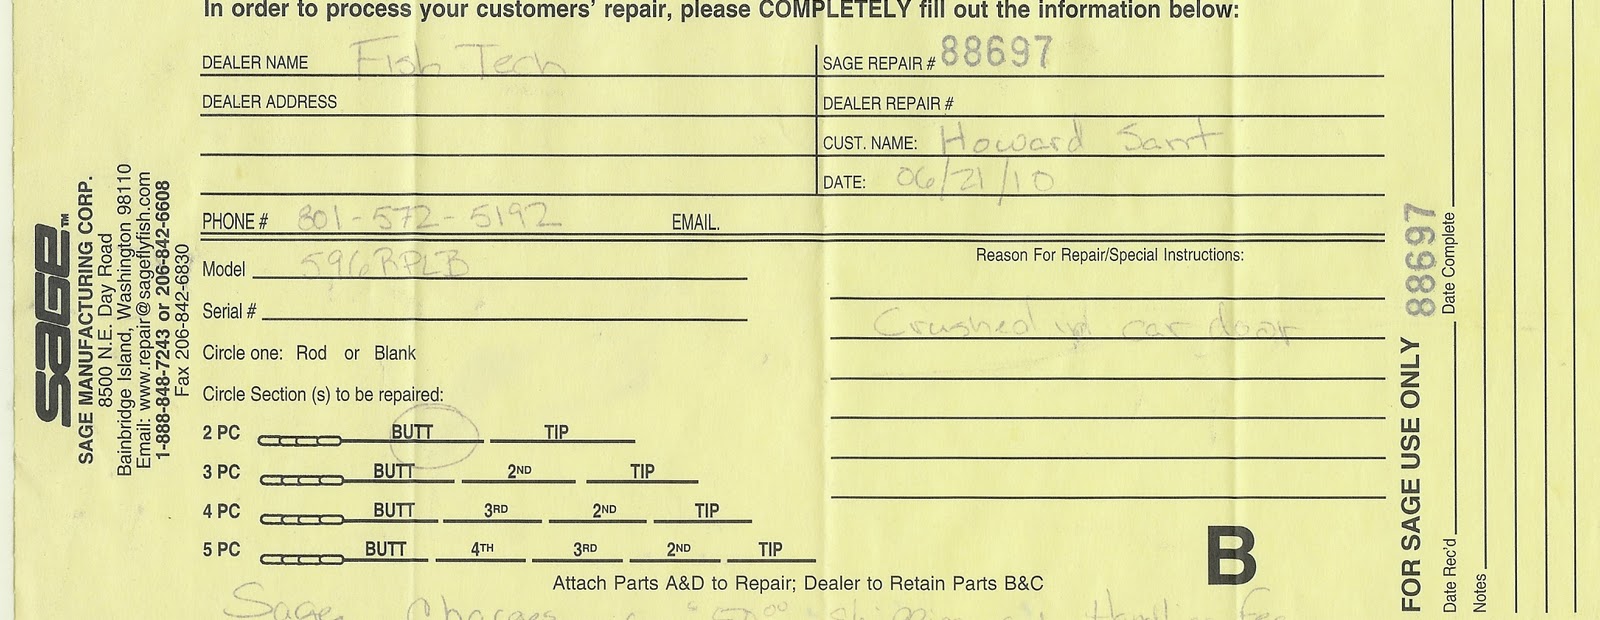 In order to process your customers' repair, please COMPLETELY fill out the information below:
DEALER NAME Fish Tech
SAGE REPAIR # 88697
DEALER ADDRESS
DEALER REPAIR #
CUST. NAME: Howard Sant
DATE: 06/21/10
PHONE # 801-572-5192 EMAIL.
Model 596RPLB
Serial #
Circle one: Rod or Blank
Circle Section (s) to be repaired:
2 PC BUTT TIP
3 PC BUTT 2ND TIP
4 PC BUTT 3RD 2ND TIP
5 PC BUTT 4TH 3RD 2ND TIP
Reason For Repair/Special Instructions:
Crushed in car door
B
Attach Parts A&D to Repair; Dealer to Retain Parts B&C
Sage Charges a Shipping Handling Fee
sage™
SAGE MANUFACTURING CORP.
8500 N.E. Day Road
Bainbridge Island, Washington 98110
Email: www.repair@sageflyfish.com
1-888-848-7243 or 206-842-6608
Fax 206-842-6830
FOR SAGE USE ONLY 88697
Date Rec'd Date Complete
Notes